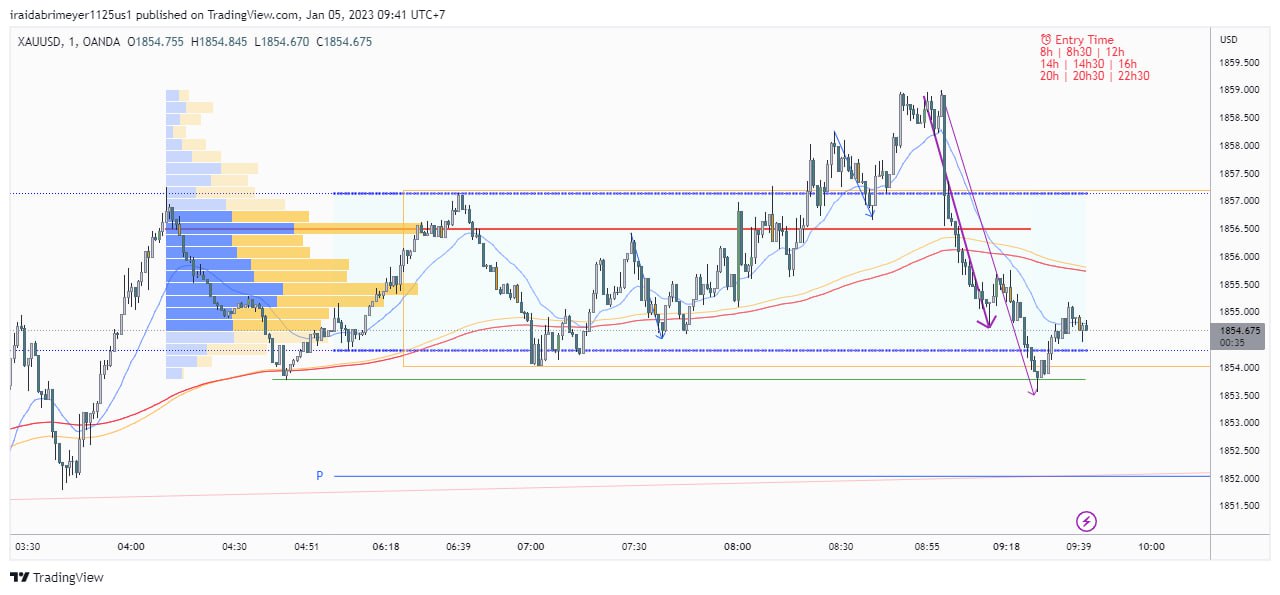 iraidabrimeyer1125us1 published on TradingView.com, Jan 05, 2023 09:41 UTC+7
XAUUSD, 1, OANDA O1854.755 H1854.845 L1854.670 C1854.675
Entry Time
8h | 8h30 | 12h
14h | 14h30 | 16h
20h | 20h30 | 22h30
USD
1859.500
1859.000
1858.500
1858.000
1857.500
1857.000
1856.500
1856.000
1855.500
1855.000
1854.675
00:35
1854.000
1853.500
1853.000
1852.500
1852.000
1851.500
P
03:30 04:00 04:30 04:51 06:18 06:39 07:00 07:30 08:00 08:30 08:55 09:18 09:39 10:00
TradingView